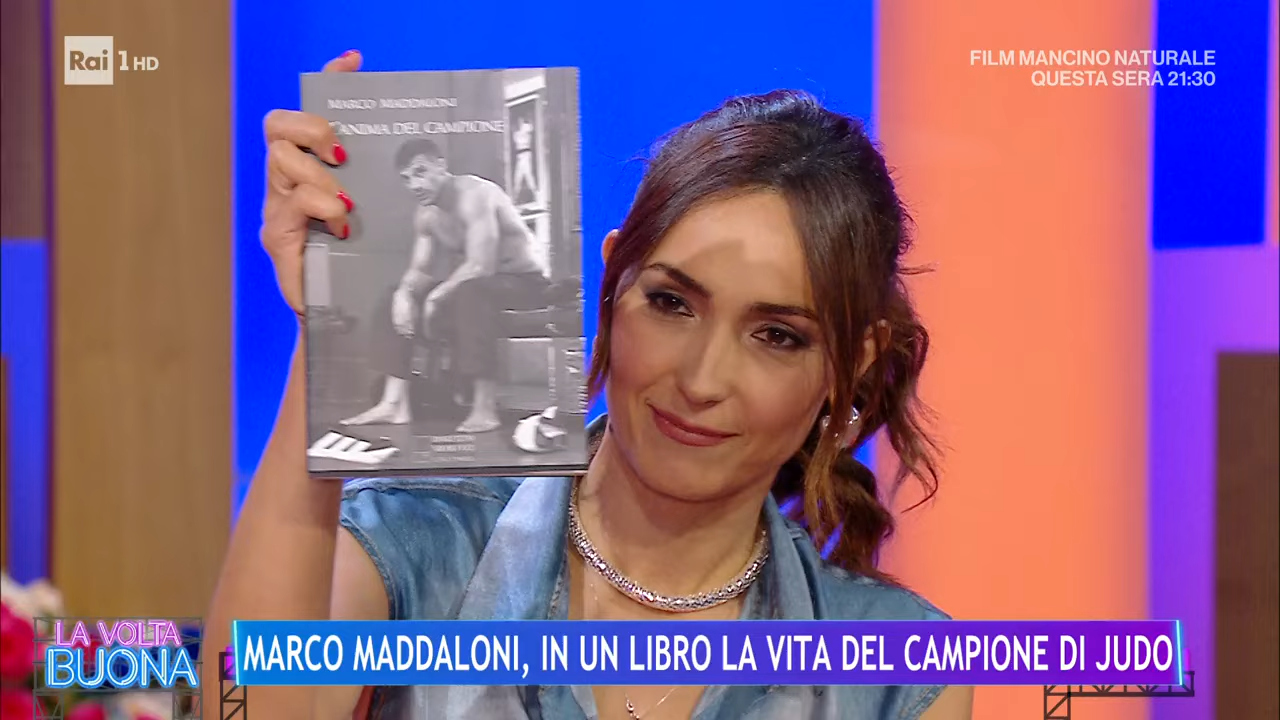 Rai 1 HD
FILM MANCINO NATURALE
QUESTA SERA 21:30
MARCO MADDALONI
L'ANIMA DEL CAMPIONE
LA VOLTA
BUONA
MARCO MADDALONI, IN UN LIBRO LA VITA DEL CAMPIONE DI JUDO